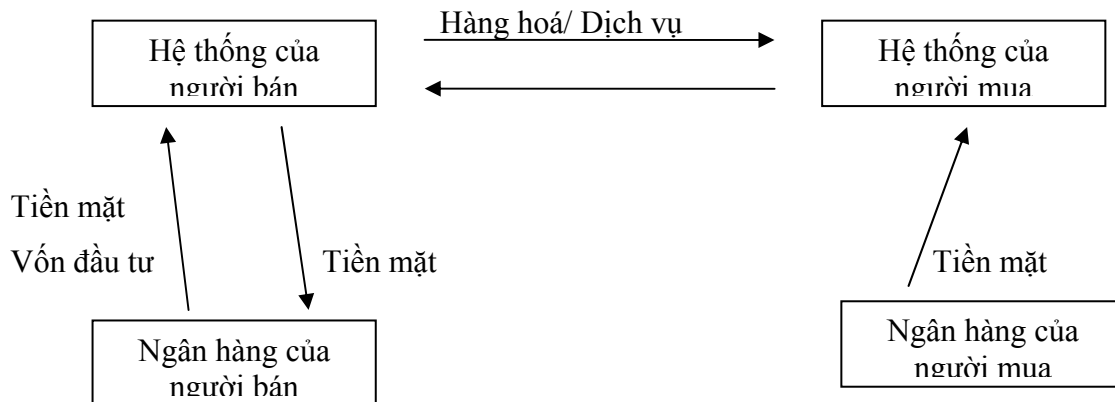 Hàng hoá/ Dịch vụ
Hệ thống của
người bán
Hệ thống của
người mua
Tiền mặt
Vốn đầu tư
Tiền mặt
Tiền mặt
Ngân hàng của
người bán
Ngân hàng của
người mua